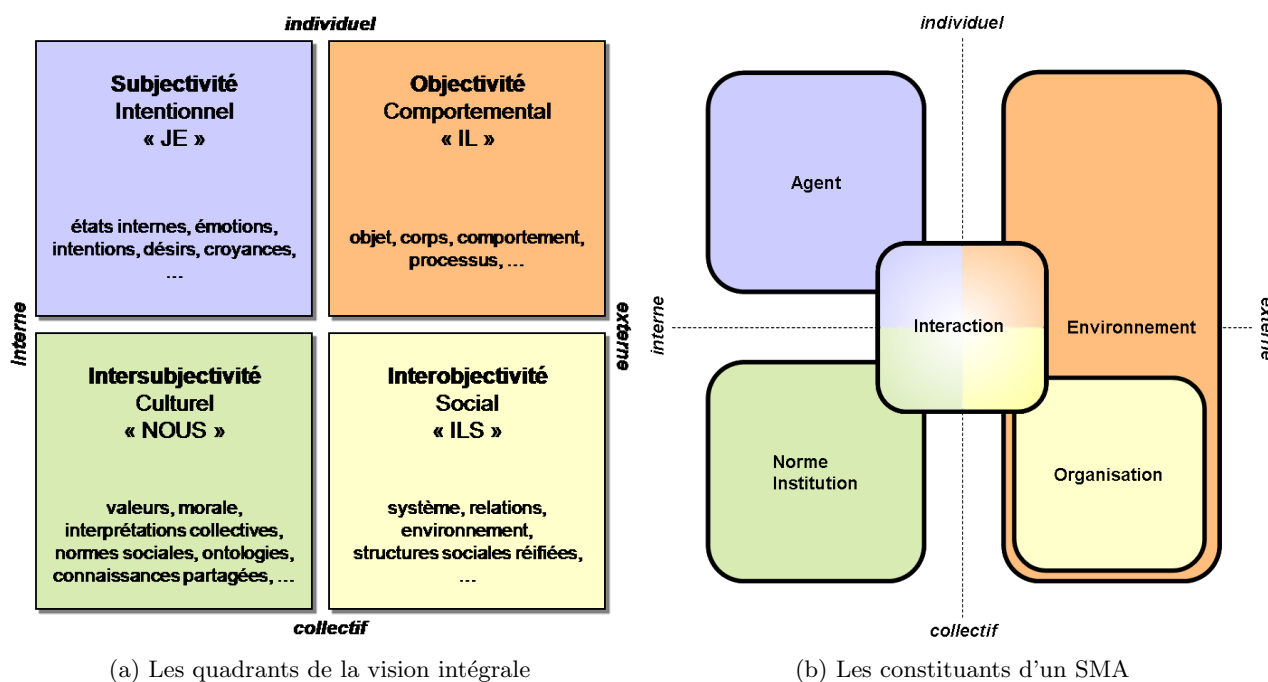 individuel
Subjectivité
Intentionnel
« JE »
états internes, émotions,
intentions, désirs, croyances,
...
Objectivité
Comportemental
« IL »
objet, corps, comportement,
processus, ...
Interne
externe
Intersubjectivité
Culturel
« NOUS »
valeurs, morale,
interprétations collectives,
normes sociales, ontologies,
connaissances partagées, ...
Interobjectivité
Social
« ILS »
système, relations,
environnement,
structures sociales réifiées,
...
collectif
(a) Les quadrants de la vision intégrale
individuel
Agent
interne
Interaction
Environnement
externe
Norme
Institution
Organisation
collectif
(b) Les constituants d'un SMA